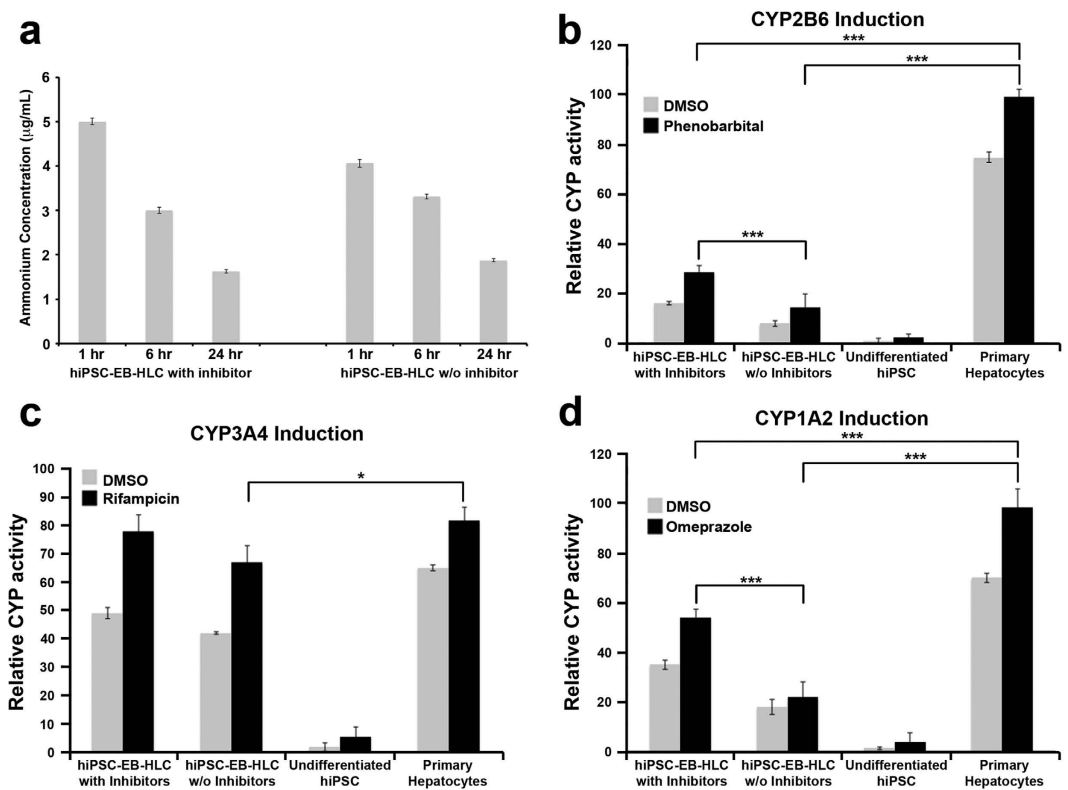 a
Ammonium Concentration (µg/mL)
6
5
4
3
2
1
0
1 hr 6 hr 24 hr 1 hr 6 hr 24 hr
hiPSC-EB-HLC with inhibitor hiPSC-EB-HLC w/o inhibitor
b
CYP2B6 Induction
Relative CYP activity
120
100
80
60
40
20
0
DMSO
Phenobarbital
***
***
***
hiPSC-EB-HLC hiPSC-EB-HLC Undifferentiated Primary
with Inhibitors w/o Inhibitors hiPSC Hepatocytes
c
CYP3A4 Induction
Relative CYP activity
100
90
80
70
60
50
40
30
20
10
0
DMSO
Rifampicin
*
hiPSC-EB-HLC hiPSC-EB-HLC Undifferentiated Primary
with Inhibitors w/o Inhibitors hiPSC Hepatocytes
d
CYP1A2 Induction
Relative CYP activity
120
100
80
60
40
20
0
DMSO
Omeprazole
***
***
***
hiPSC-EB-HLC hiPSC-EB-HLC Undifferentiated Primary
with Inhibitors w/o Inhibitors hiPSC Hepatocytes